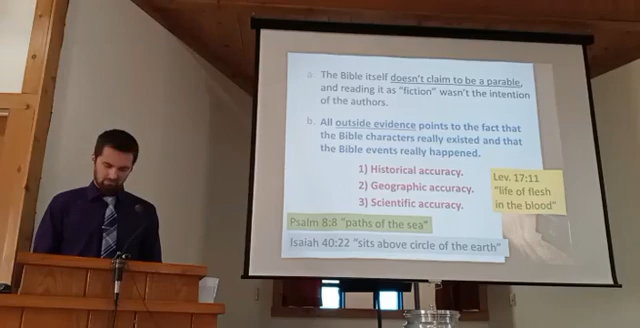 a. The Bible itself doesn't claim to be a parable,
and reading it as "fiction" wasn't the intention
of the authors.
b. All outside evidence points to the fact that
the Bible characters really existed and that
the Bible events really happened.
1) Historical accuracy.
2) Geographic accuracy.
3) Scientific accuracy.
Lev. 17:11
"life of flesh
in the blood"
Psalm 8:8 "paths of the sea"
Isaiah 40:22 "sits above circle of the earth"